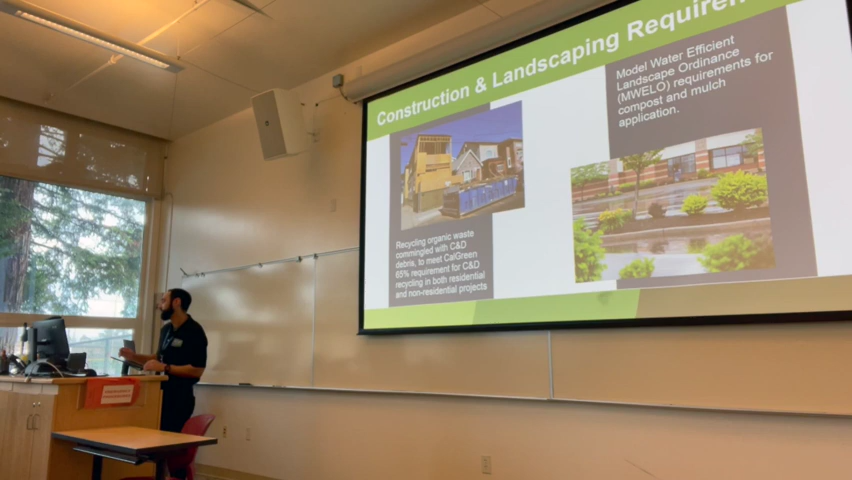 Construction & Landscaping
Model Water Efficient
Landscape Ordinance
(MWELO) requirements for
compost and mulch
application.
Recycling organic waste
commingled with C&D
debris, to meet CalGreen
65% requirement for C&D
recycling in both residential
and non-residential projects